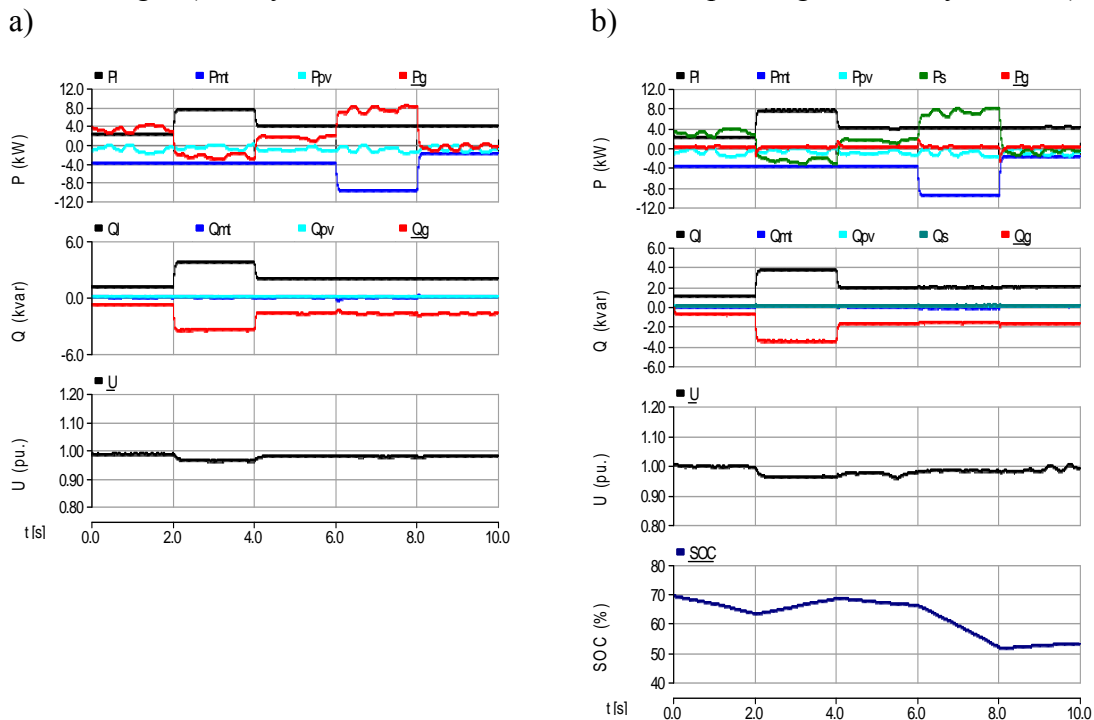 a)
■ Pl ■ Pmt ■ Ppv ■ Pg
12.0
8.0
4.0
0.0
-4.0
-8.0
-12.0
P (kW)
■ Ql ■ Qmt ■ Qpv ■ Qg
6.0
0.0
-6.0
Q (kvar)
■ U
1.20
1.10
1.00
0.90
0.80
U (pu.)
t [s] 0.0 2.0 4.0 6.0 8.0 10.0
b)
■ Pl ■ Pmt ■ Ppv ■ Ps ■ Pg
12.0
8.0
4.0
0.0
-4.0
-8.0
-12.0
P (kW)
■ Ql ■ Qmt ■ Qpv ■ Qs ■ Qg
6.0
4.0
2.0
0.0
-2.0
-4.0
-6.0
Q (kvar)
■ U
1.20
1.10
1.00
0.90
0.80
U (pu.)
■ SOC
80
70
60
50
40
SOC (%)
t [s] 0.0 2.0 4.0 6.0 8.0 10.0